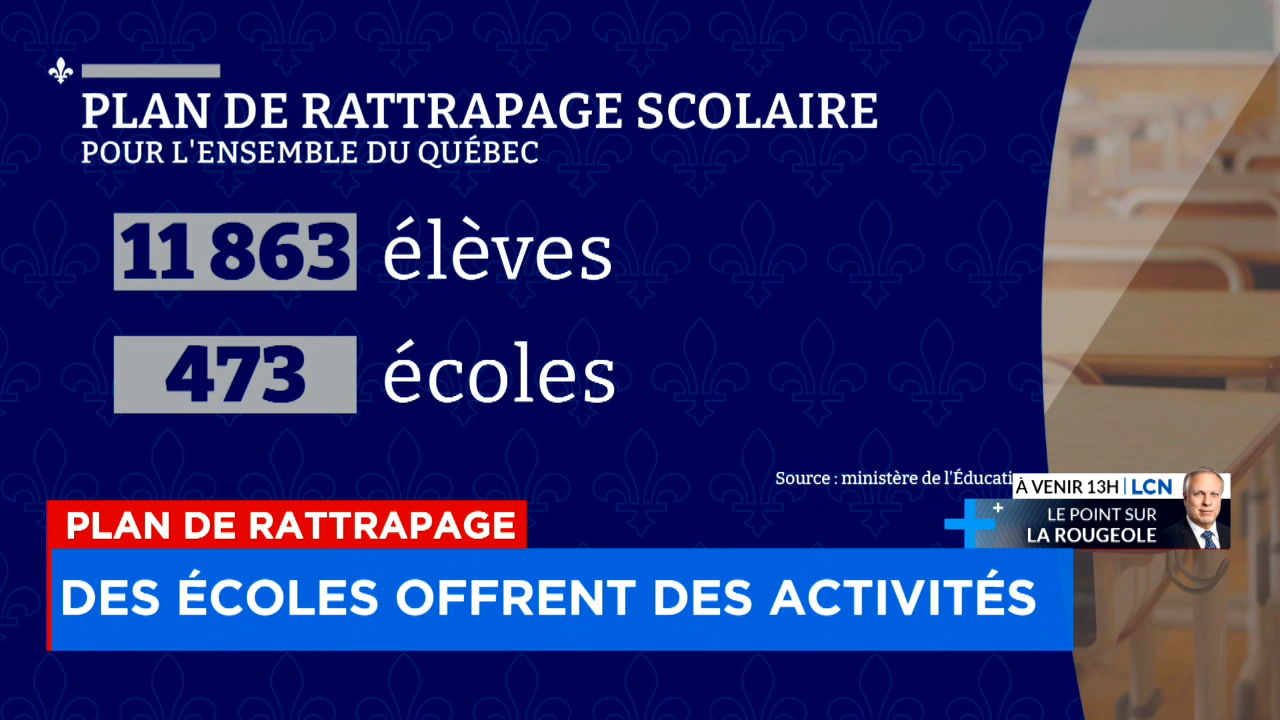 PLAN DE RATTRAPAGE SCOLAIRE
POUR L'ENSEMBLE DU QUÉBEC
11 863 élèves
473 écoles
Source : ministère de l'Éducati
À VENIR 13H | LCN
LE POINT SUR
LA ROUGEOLE
PLAN DE RATTRAPAGE
DES ÉCOLES OFFRENT DES ACTIVITÉS